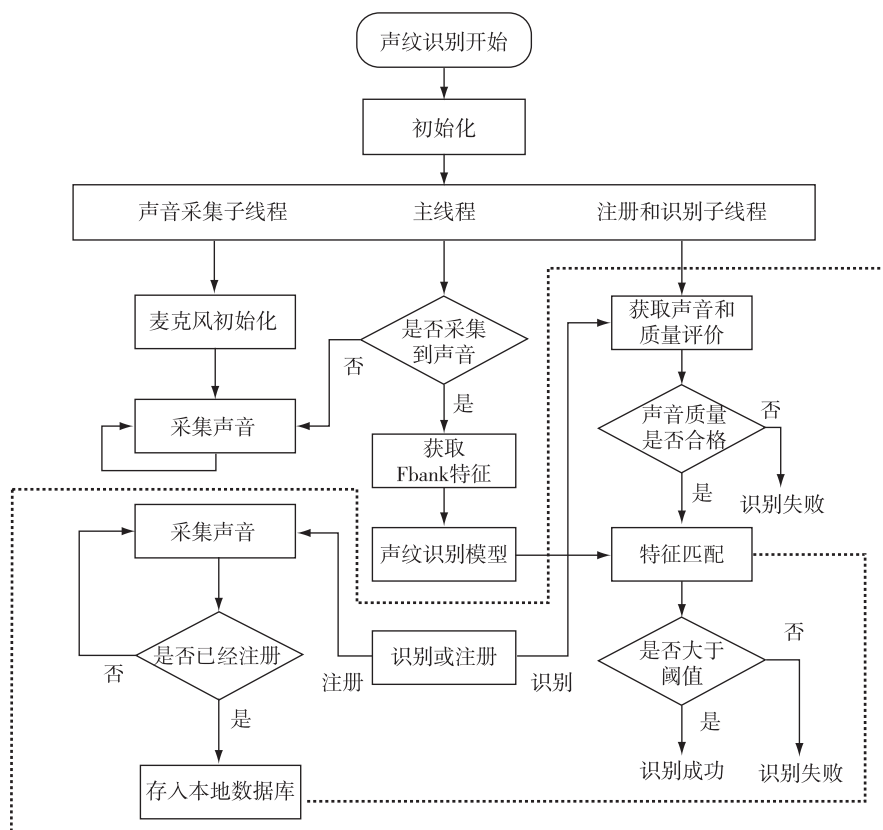 声纹识别开始
初始化
声音采集子线程
主线程
注册和识别子线程
麦克风初始化
采集声音
是否采集
到声音
否
是
获取
Fbank特征
声纹识别模型
获取声音和
质量评价
声音质量
是否合格
否
识别失败
是
特征匹配
采集声音
是否已经注册
否
是
存入本地数据库
注册
识别或注册
识别
是否大于
阈值
否
是
识别成功
识别失败